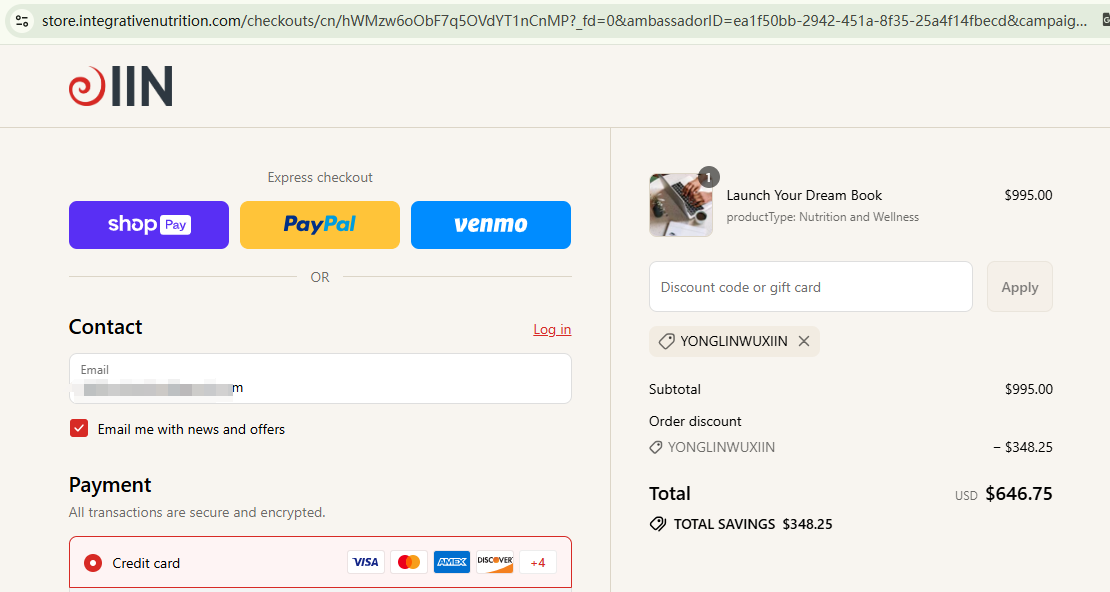 store.integrativenutrition.com/checkouts/cn/hWMzw6oObF7q5OVdYT1nCnMP?_fd=0&ambassadorID=ea1f50bb-2942-451a-8f35-25a4f14fbecd&campaig...
IIN
Express checkout
shop Pay
PayPal
venmo
OR
Contact
Log in
Email
m
Email me with news and offers
Payment
All transactions are secure and encrypted.
Credit card
VISA
AMEX
DISCOVER
+4
1
Launch Your Dream Book
$995.00
productType: Nutrition and Wellness
Discount code or gift card
Apply
YONGLINWUXIIN
Subtotal
$995.00
Order discount
YONGLINWUXIIN
− $348.25
Total
USD $646.75
TOTAL SAVINGS $348.25